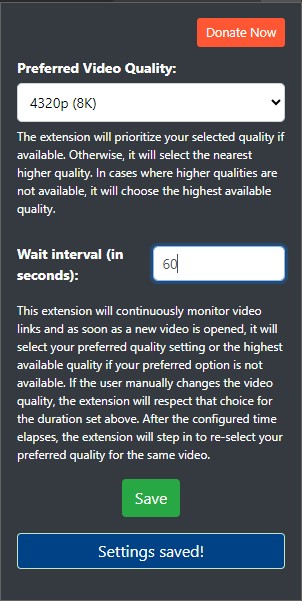 Donate Now
Preferred Video Quality:
4320p (8K)
The extension will prioritize your selected quality if
available. Otherwise, it will select the nearest
higher quality. In cases where higher qualities are
not available, it will choose the highest available
quality.
Wait interval (in
seconds):
60
This extension will continuously monitor video
links and as soon as a new video is opened, it will
select your preferred quality setting or the highest
available quality if your preferred option is not
available. If the user manually changes the video
quality, the extension will respect that choice for
the duration set above. After the configured time
elapses, the extension will step in to re-select your
preferred quality for the same video.
Save
Settings saved!